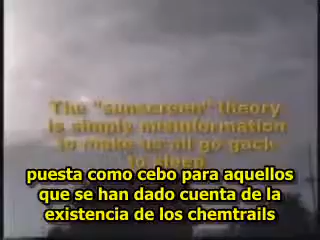 The "sunscreen" theory
is simply misinformation
to make us all go back
to sleep
puesta como cebo para aquellos
que se han dado cuenta de la
existencia de los chemtrails